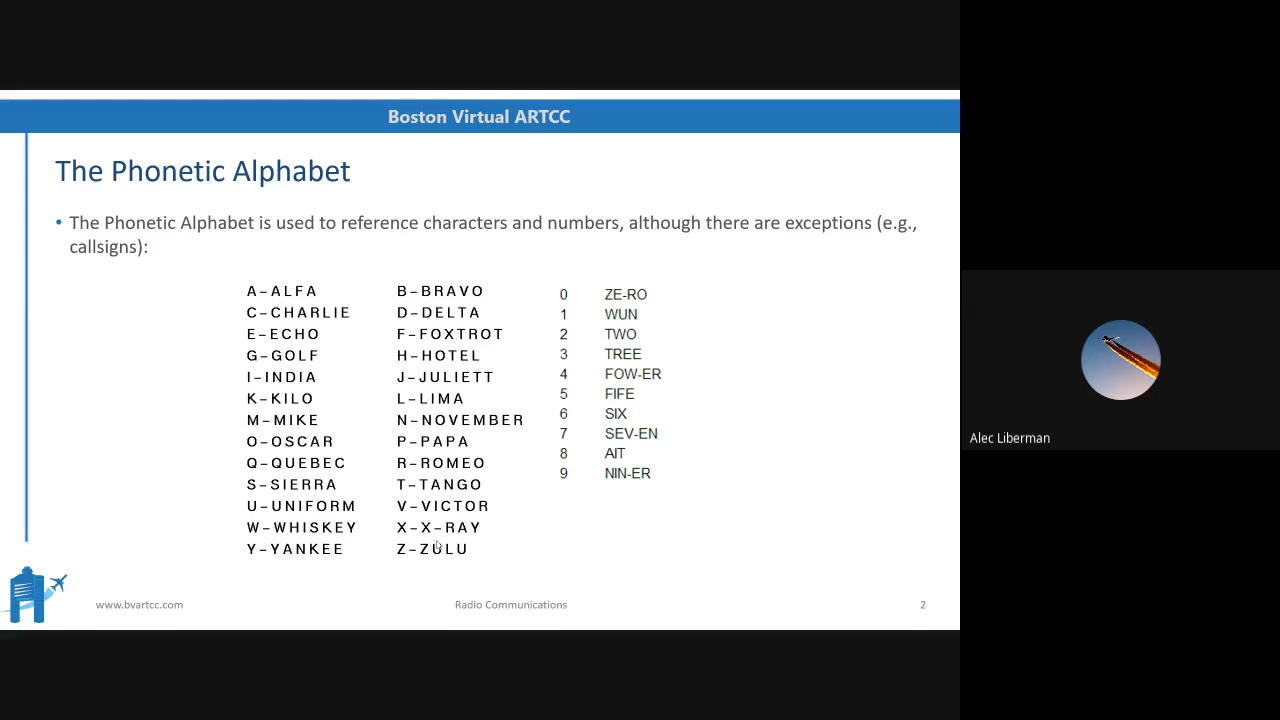 Boston Virtual ARTCC
The Phonetic Alphabet
• The Phonetic Alphabet is used to reference characters and numbers, although there are exceptions (e.g.,
callsigns):
A–ALFA B–BRAVO
C–CHARLIE D–DELTA
E–ECHO F–FOXTROT
G–GOLF H–HOTEL
I–INDIA J–JULIETT
K–KILO L–LIMA
M–MIKE N–NOVEMBER
O–OSCAR P–PAPA
Q–QUEBEC R–ROMEO
S–SIERRA T–TANGO
U–UNIFORM V–VICTOR
W–WHISKEY X–X–RAY
Y–YANKEE Z–ZULU
0 ZE-RO
1 WUN
2 TWO
3 TREE
4 FOW-ER
5 FIFE
6 SIX
7 SEV-EN
8 AIT
9 NIN-ER
www.bvartcc.com Radio Communications 2
Alec Liberman